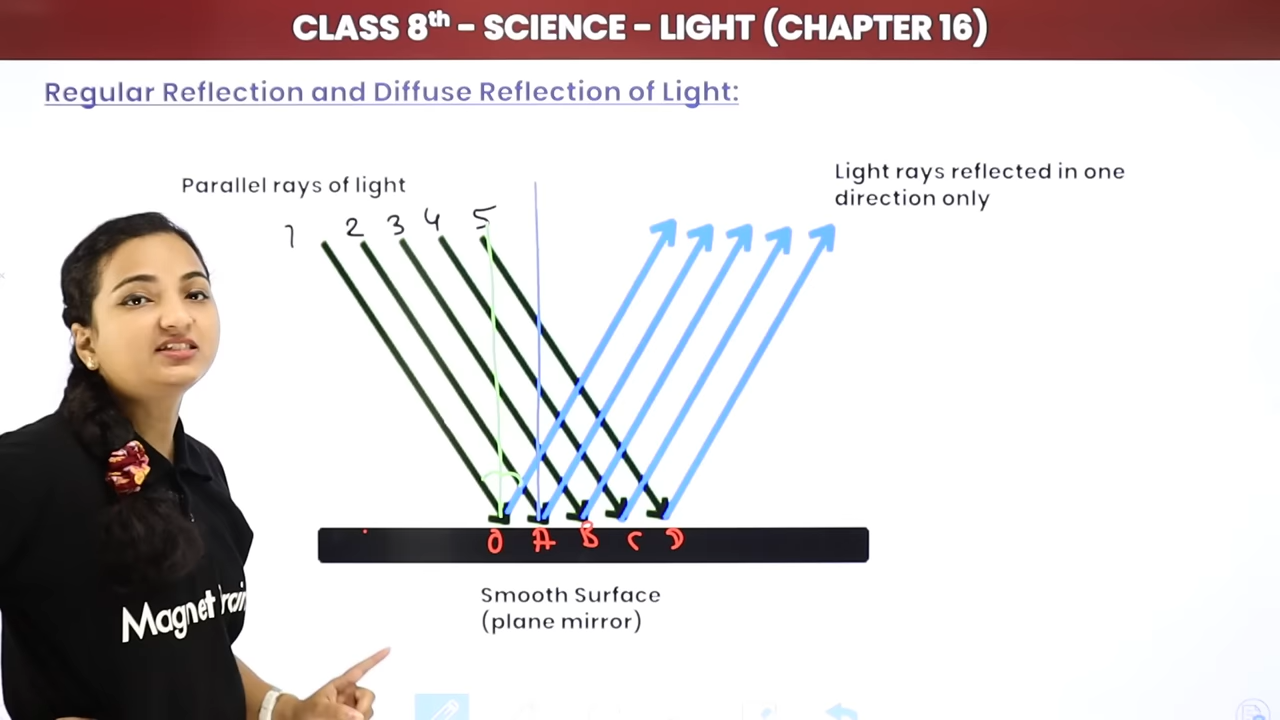 CLASS 8th - SCIENCE - LIGHT (CHAPTER 16)
Regular Reflection and Diffuse Reflection of Light:
Light rays reflected in one
direction only
Parallel rays of light
1 2 3 4 5
O A B C D
Smooth Surface
(plane mirror)
Magnet Brain